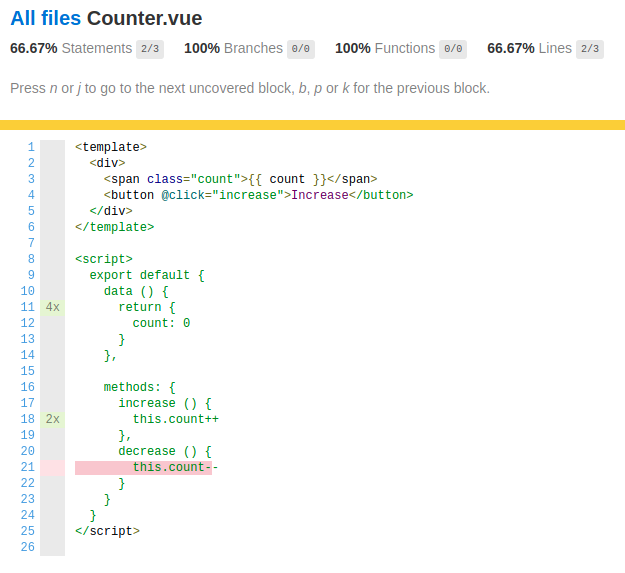 All files Counter.vue
66.67% Statements 2/3 100% Branches 0/0 100% Functions 0/0 66.67% Lines 2/3
Press n or j to go to the next uncovered block, b, p or k for the previous block.
1 <template>
2 <div>
3 <span class="count">{{ count }}</span>
4 <button @click="increase">Increase</button>
5 </div>
6 </template>
7
8 <script>
9 export default {
10 data () {
11 4x return {
12 count: 0
13 }
14 },
15
16 methods: {
17 increase () {
18 2x this.count++
19 },
20 decrease () {
21 this.count--
22 }
23 }
24 }
25 </script>
26